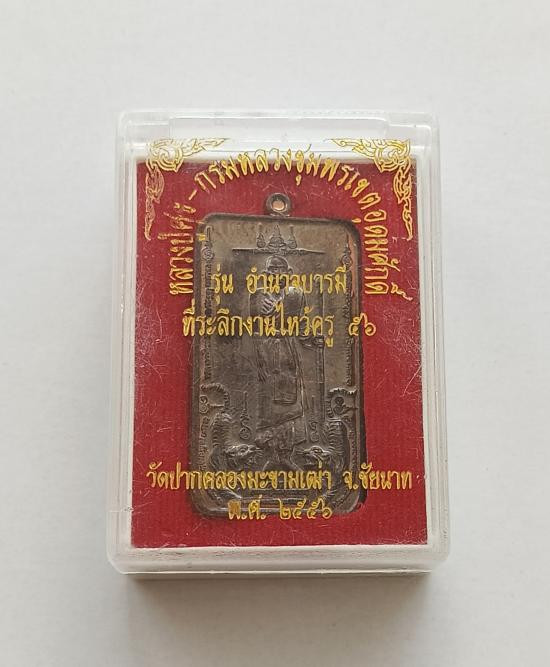 หลวงปู่ศุข - กรมหลวงชุมพรเขตอุดมศักดิ์
รุ่น อำนาจบารมี
ที่ระลึกงานไหว้ครู ๕๖
วัดปากคลองมะขามเฒ่า จ.ชัยนาท
พ.ศ. ๒๕๕๖